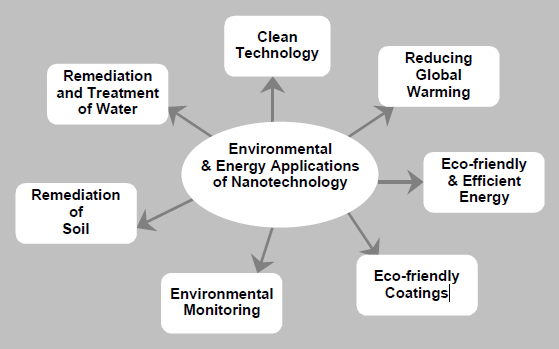 Clean
Technology
Reducing
Global
Warming
Remediation
and Treatment
of Water
Environmental
& Energy Applications
of Nanotechnology
Eco-friendly
& Efficient
Energy
Remediation
of
Soil
Eco-friendly
Coatings
Environmental
Monitoring